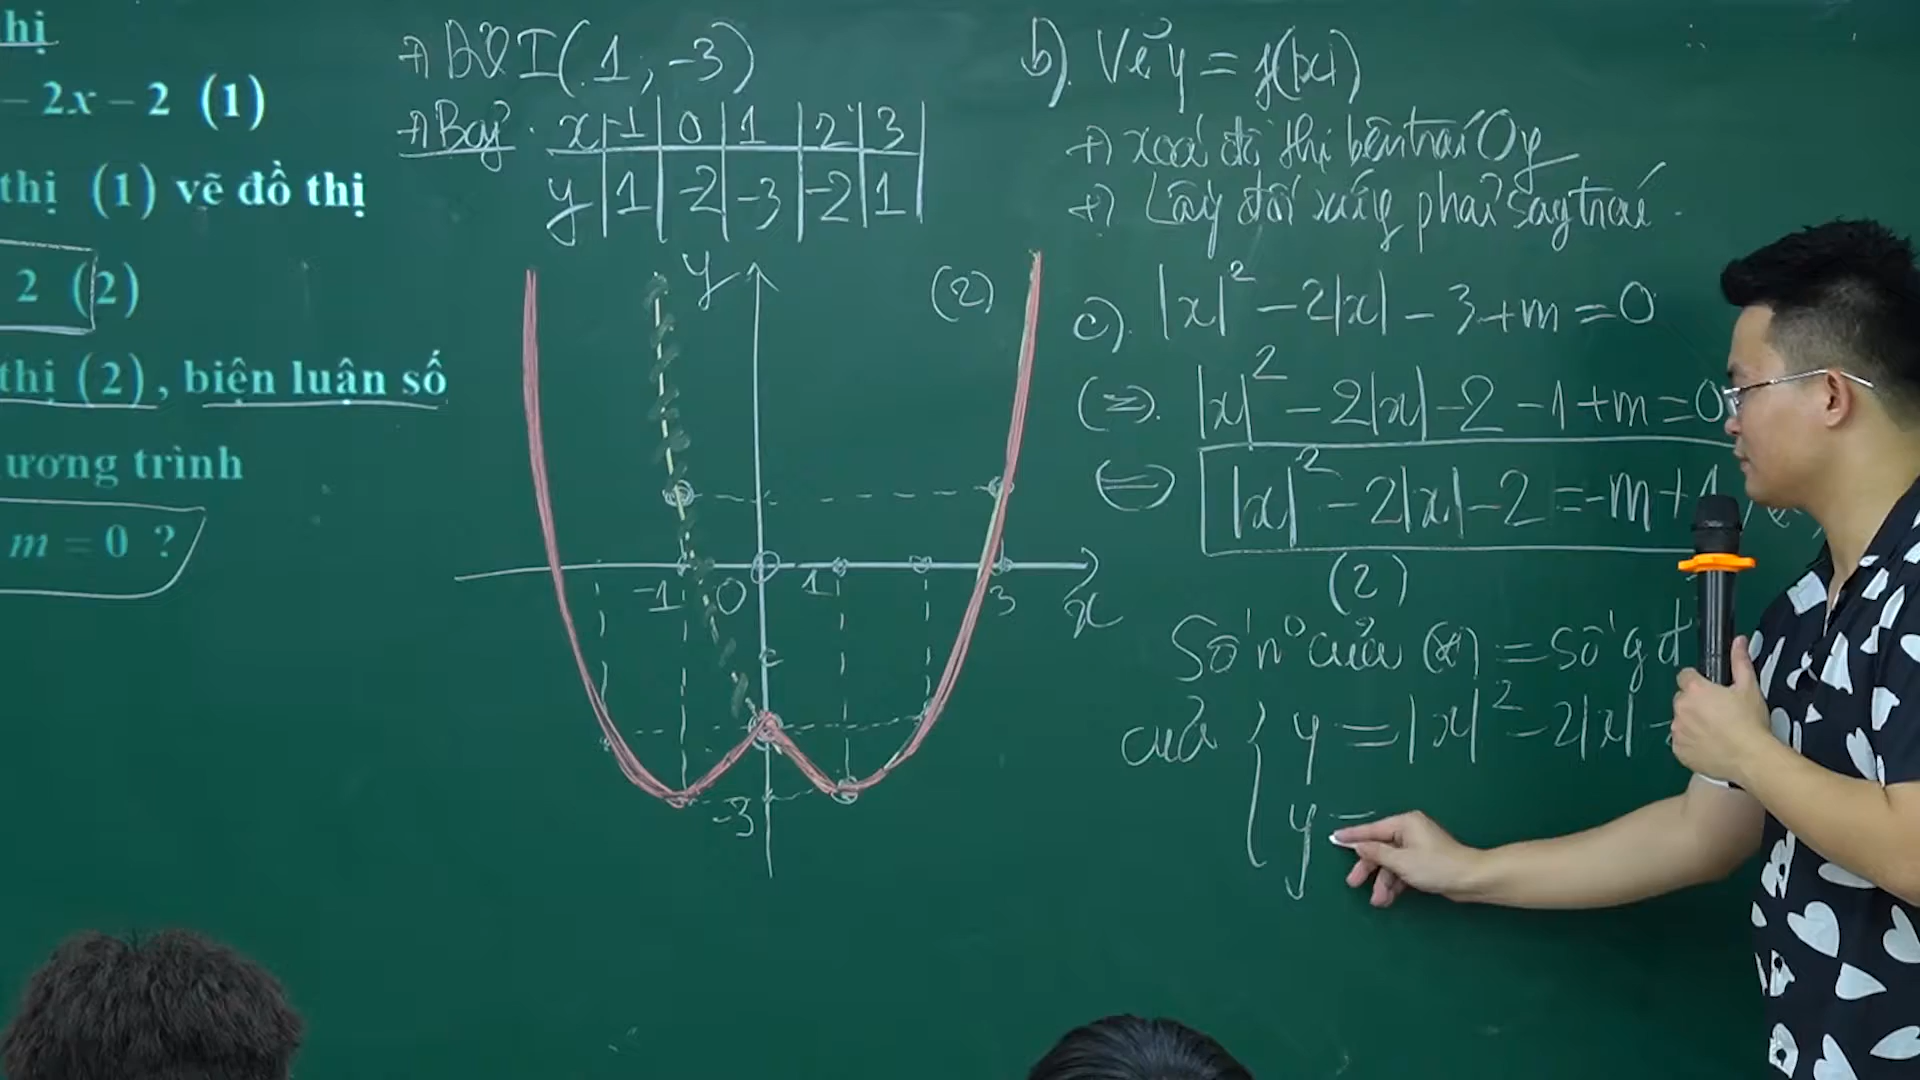 hị
– 2x – 2 (1)
thị (1) vẽ đồ thị
2 (2)
thị (2), biện luận số
ương trình
m = 0 ?
+) I(1, -3)
x -1 0 1 2 3
y 1 -2 -3 -2 1
y
(2)
-1 0 1 3 x
-3
b). Vẽ y = f(|x|)
+) xoá đồ thị bên trái Oy
+) Lấy đối xứng phải sang trái.
c). |x|² - 2|x| - 3 + m = 0
(=). |x|² - 2|x| - 2 - 1 + m = 0
(=) |x|² - 2|x| - 2 = -m + 1
(2)
Số n° của (*) = số gđ
của { y = |x|² - 2|x| -
y =